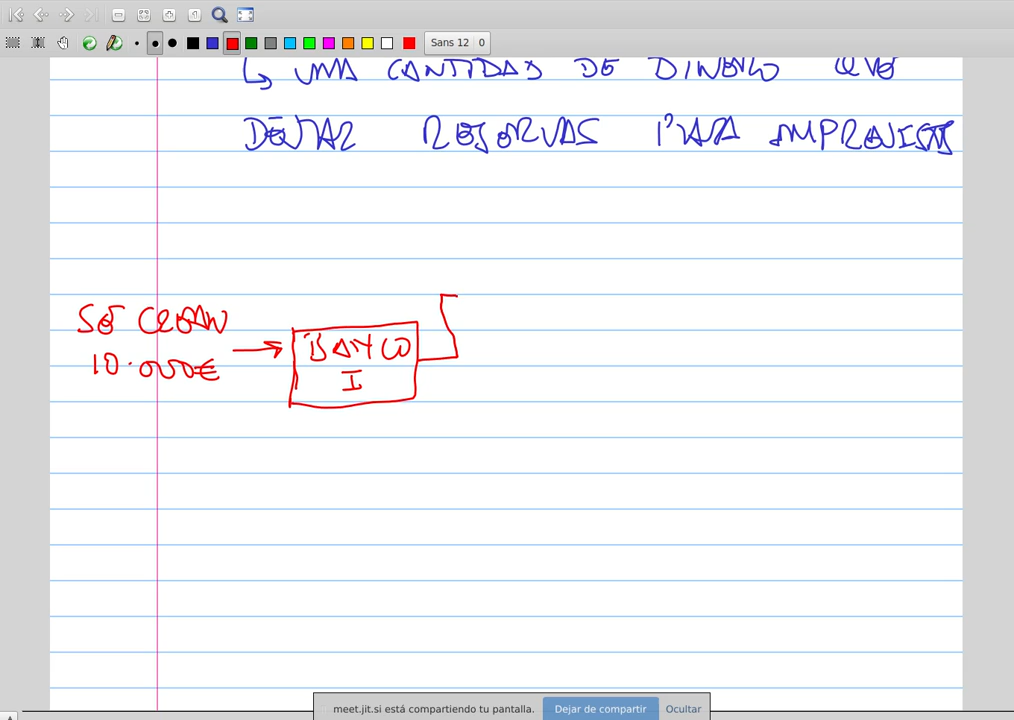 1
Sans 12 0
↳ UNA CANTIDAD DE DINERO QUE
DEJAR RESERVAS PARA IMPREVISTOS
SE CREAN
10.000€
→ BANCO
I
meet.jit.si está compartiendo tu pantalla. Dejar de compartir Ocultar